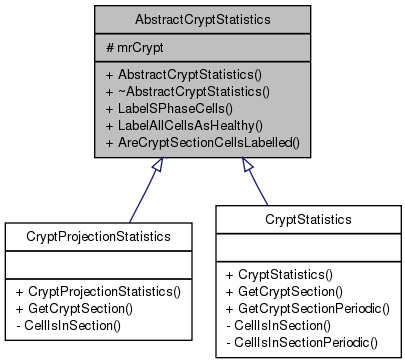 AbstractCryptStatistics
# mrCrypt
+ AbstractCryptStatistics()
+ ~AbstractCryptStatistics()
+ LabelSPhaseCells()
+ LabelAllCellsAsHealthy()
+ AreCryptSectionCellsLabelled()
CryptProjectionStatistics
+ CryptProjectionStatistics()
+ GetCryptSection()
- CellIsInSection()
CryptStatistics
+ CryptStatistics()
+ GetCryptSection()
+ GetCryptSectionPeriodic()
- CellIsInSection()
- CellIsInSectionPeriodic()